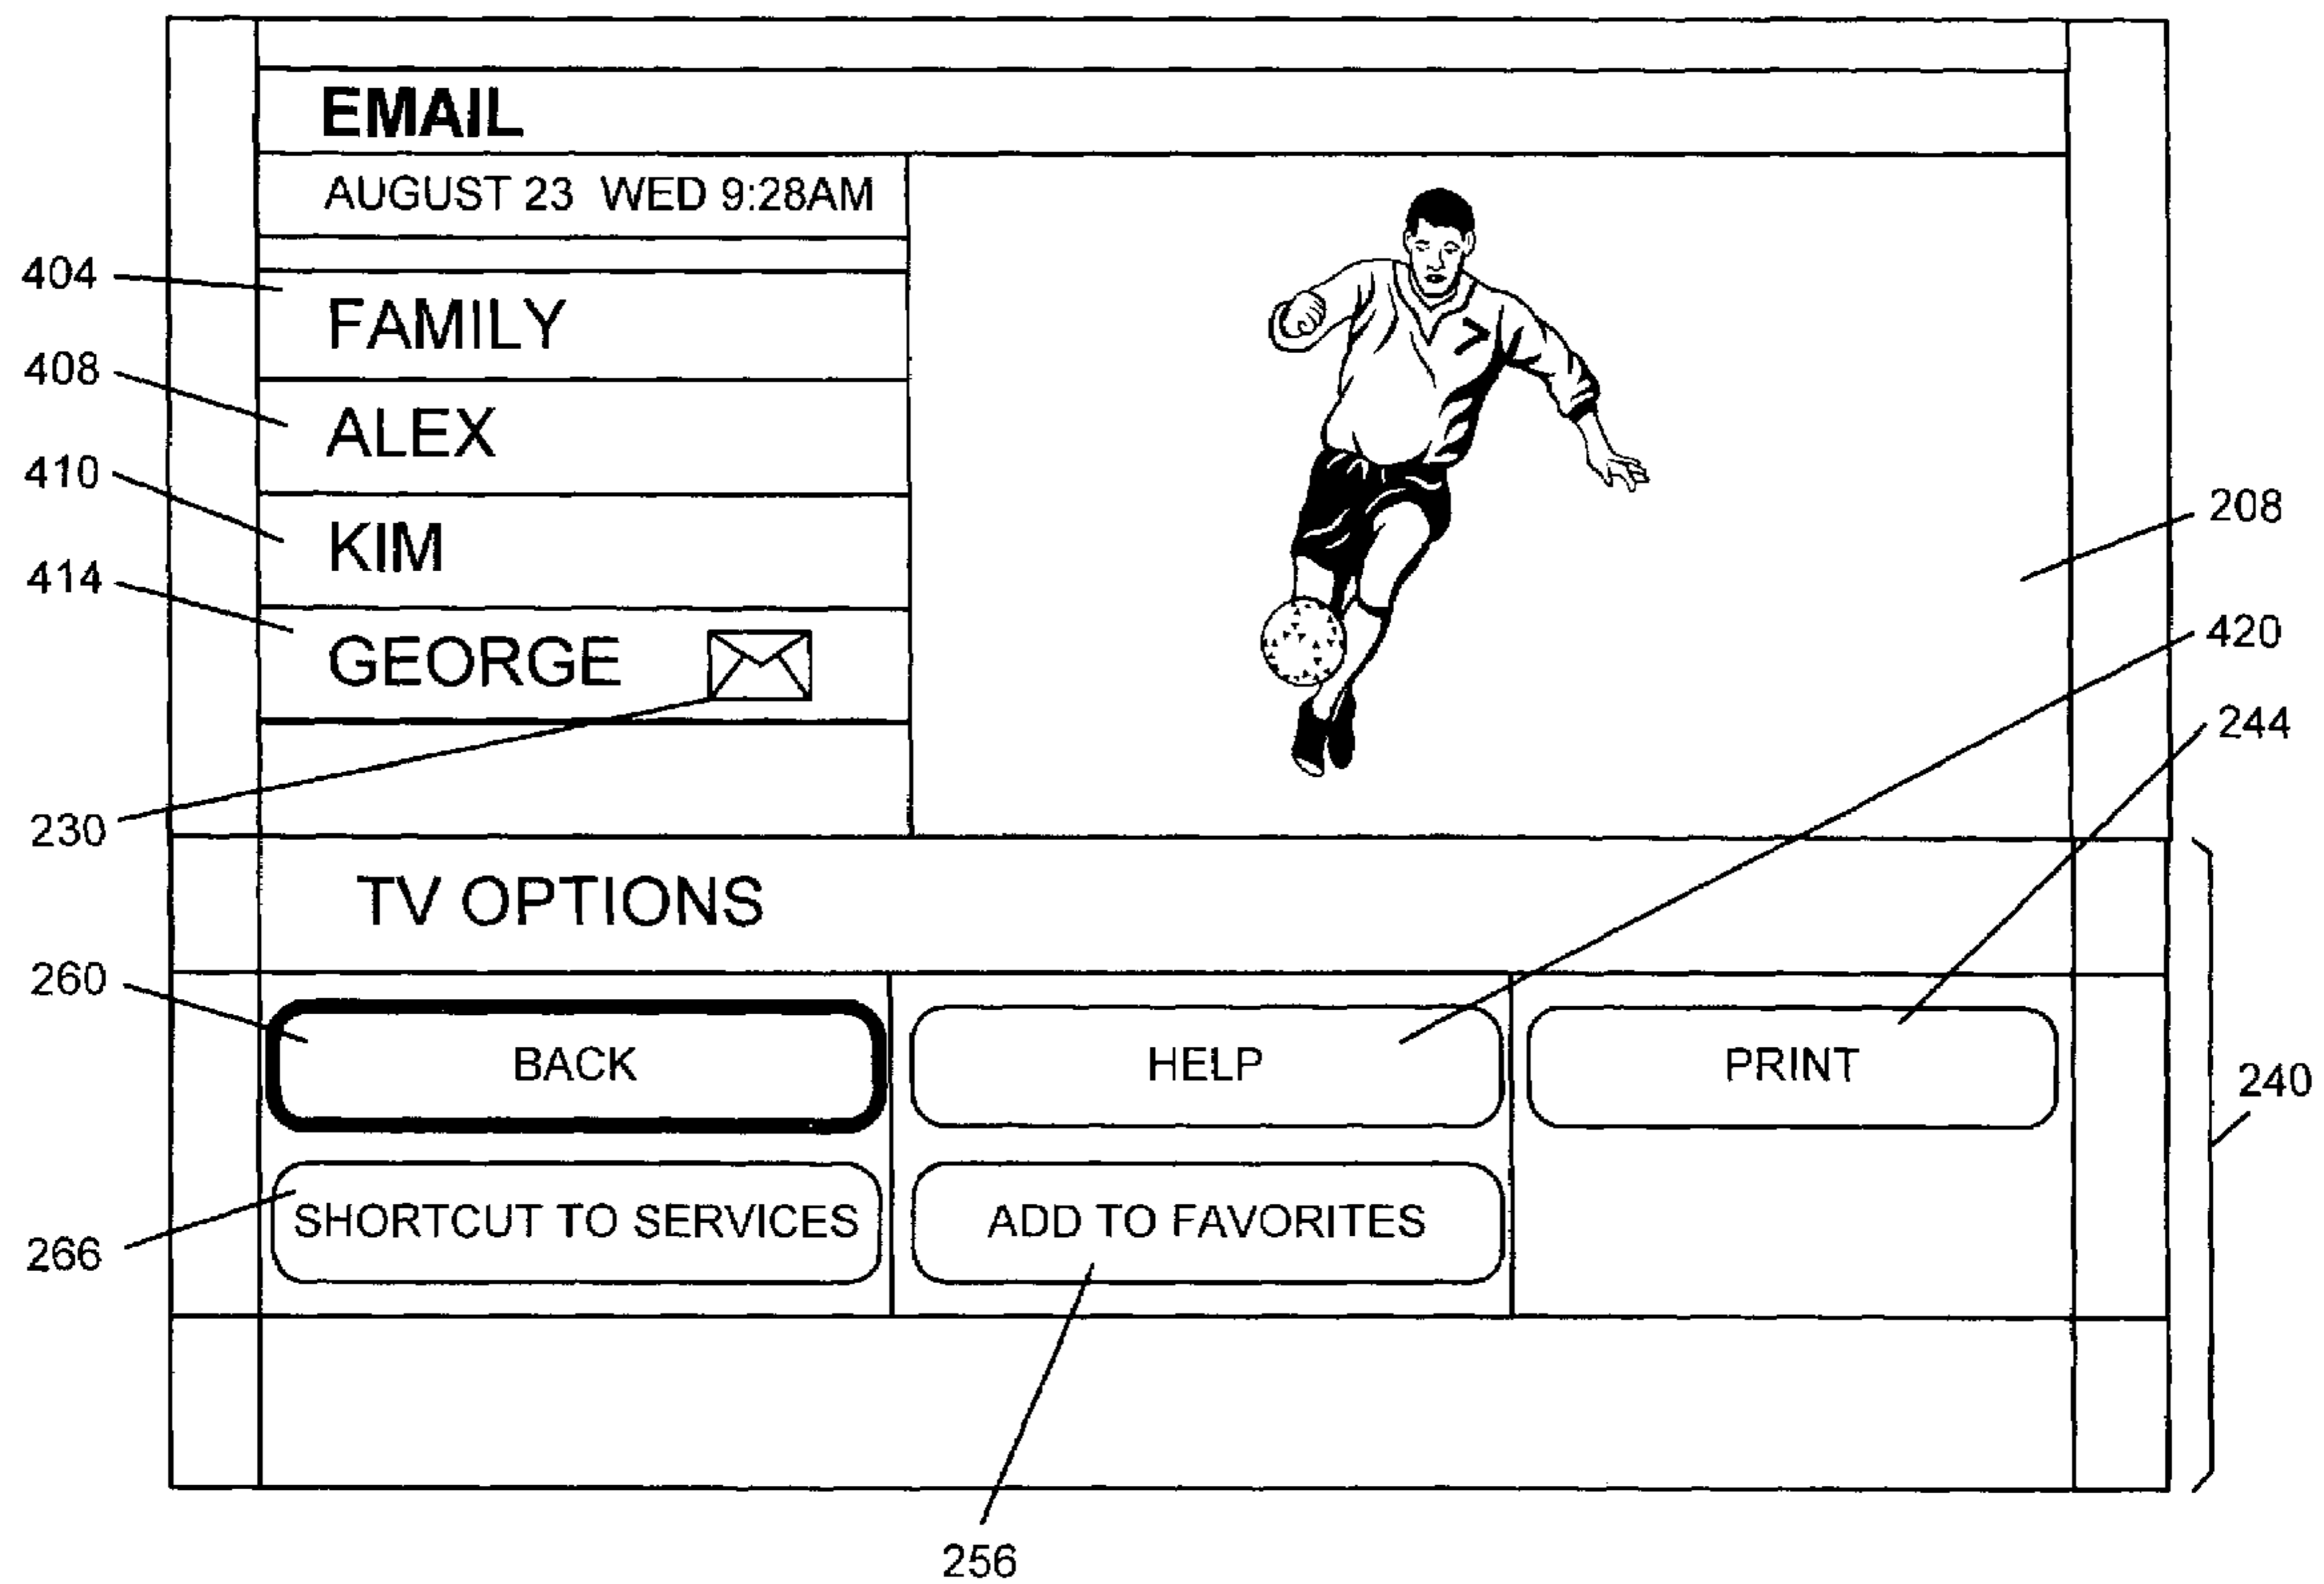 EMAIL
AUGUST 23 WED 9:28AM
404
FAMILY
408
ALEX
410
KIM
414
GEORGE
208
420
244
230
TV OPTIONS
260
BACK
HELP
PRINT
240
266
SHORTCUT TO SERVICES
ADD TO FAVORITES
256